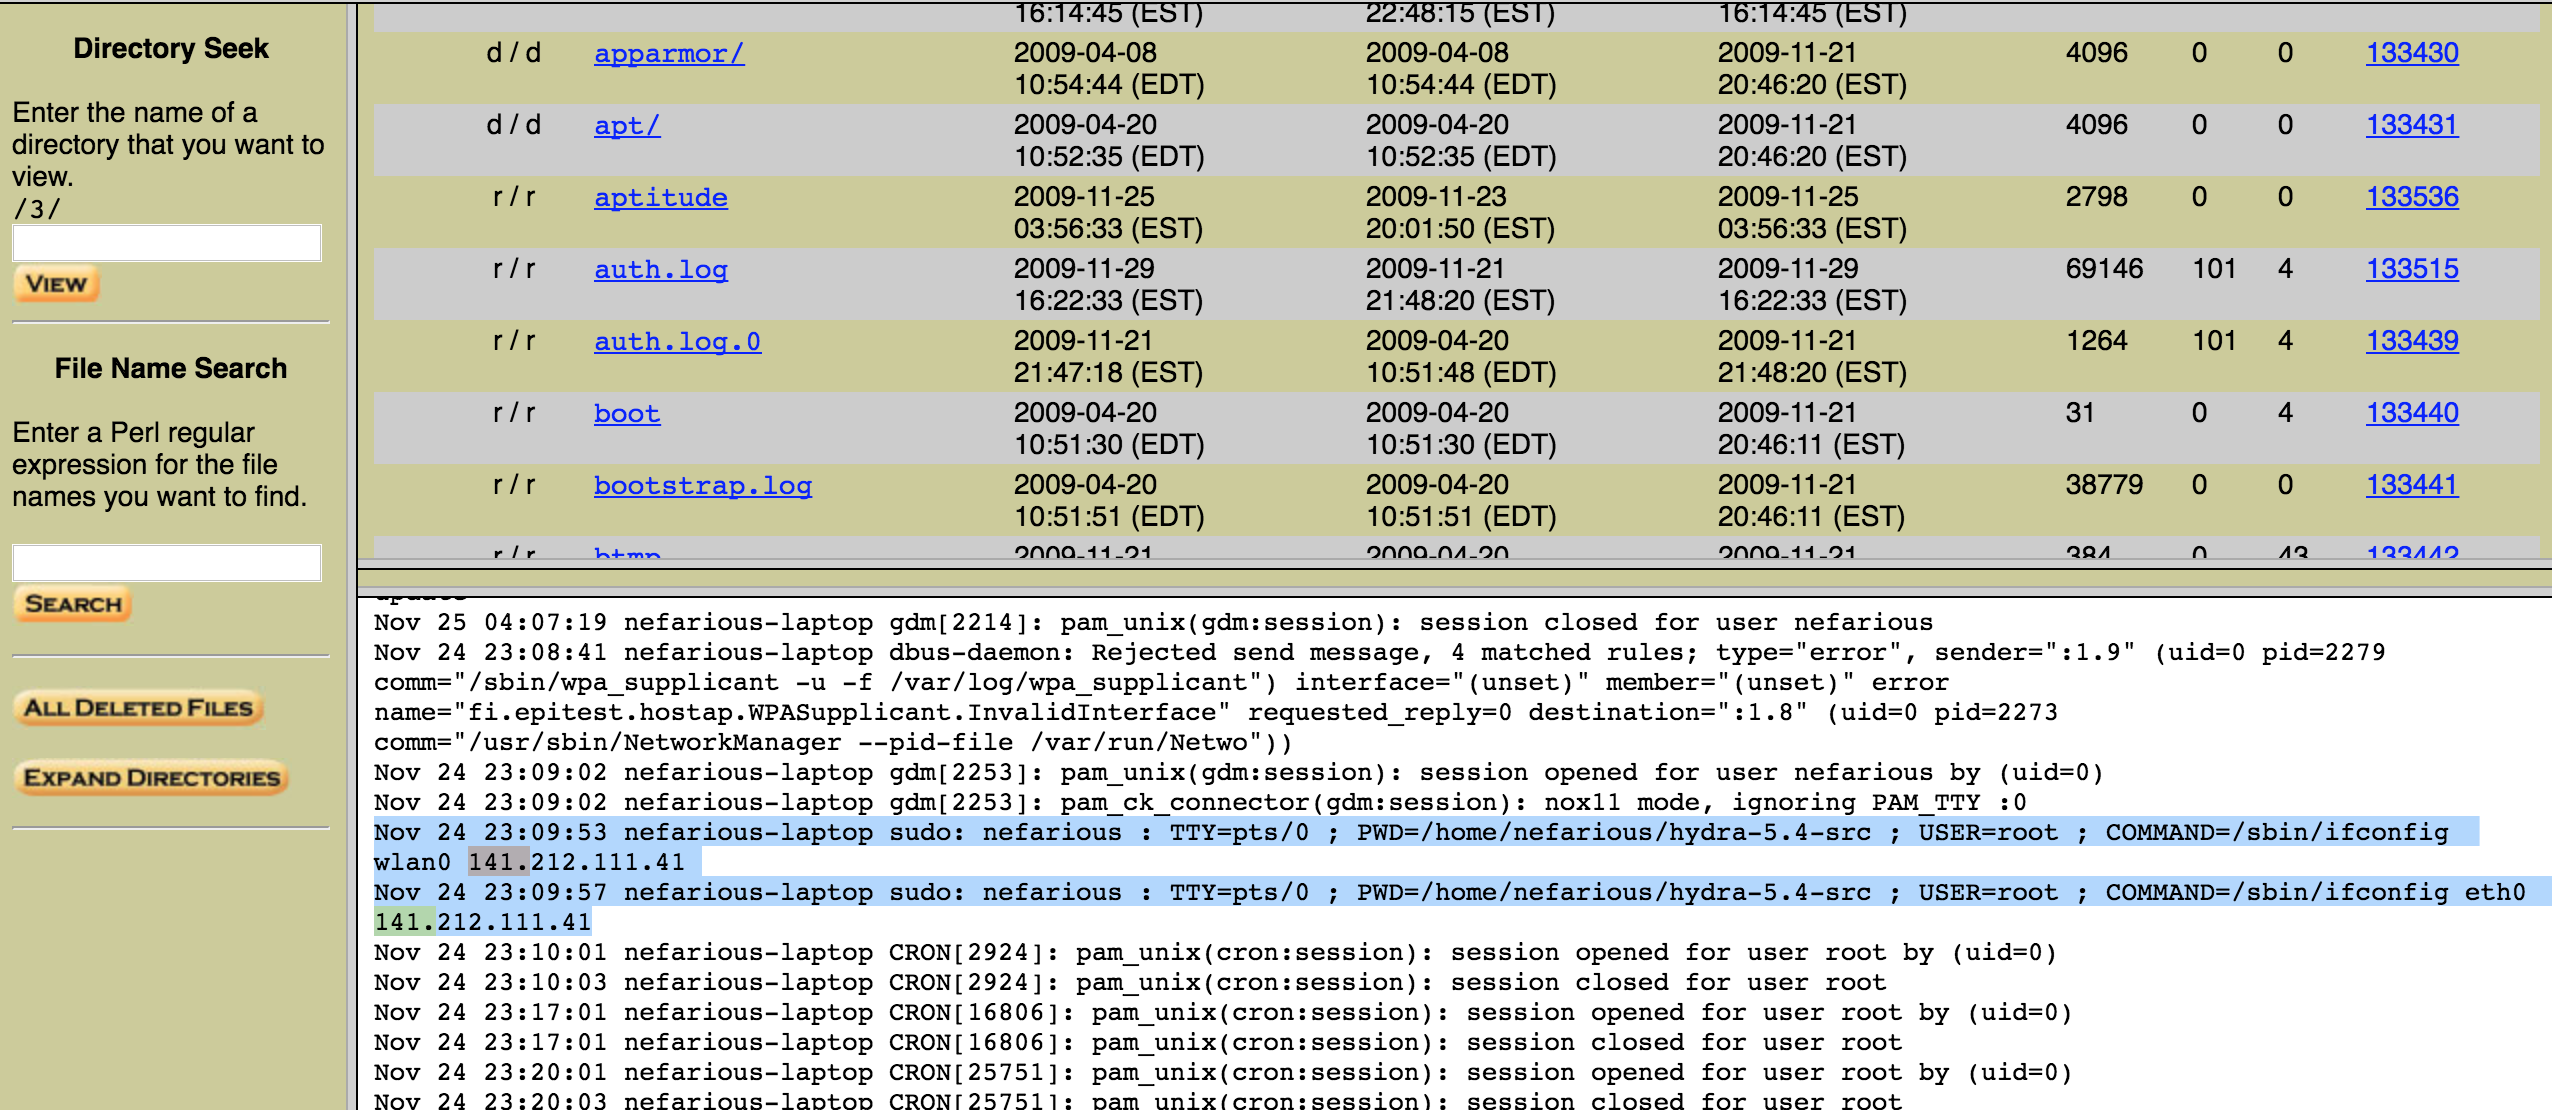 Directory Seek
Enter the name of a
directory that you want to
view.
/3/
VIEW
File Name Search
Enter a Perl regular
expression for the file
names you want to find.
SEARCH
ALL DELETED FILES
EXPAND DIRECTORIES
16:14:45 (EST) 22:48:15 (EST) 16:14:45 (EST)
d / d apparmor/ 2009-04-08 2009-04-08 2009-11-21 4096 0 0 133430
10:54:44 (EDT) 10:54:44 (EDT) 20:46:20 (EST)
d / d apt/ 2009-04-20 2009-04-20 2009-11-21 4096 0 0 133431
10:52:35 (EDT) 10:52:35 (EDT) 20:46:20 (EST)
r / r aptitude 2009-11-25 2009-11-23 2009-11-25 2798 0 0 133536
03:56:33 (EST) 20:01:50 (EST) 03:56:33 (EST)
r / r auth.log 2009-11-29 2009-11-21 2009-11-29 69146 101 4 133515
16:22:33 (EST) 21:48:20 (EST) 16:22:33 (EST)
r / r auth.log.0 2009-11-21 2009-04-20 2009-11-21 1264 101 4 133439
21:47:18 (EST) 10:51:48 (EDT) 21:48:20 (EST)
r / r boot 2009-04-20 2009-04-20 2009-11-21 31 0 4 133440
10:51:30 (EDT) 10:51:30 (EDT) 20:46:11 (EST)
r / r bootstrap.log 2009-04-20 2009-04-20 2009-11-21 38779 0 0 133441
10:51:51 (EDT) 10:51:51 (EDT) 20:46:11 (EST)
r / r btmp 2009-11-21 2009-04-20 2009-11-21 384 0 43 133442
Nov 25 04:07:19 nefarious-laptop gdm[2214]: pam_unix(gdm:session): session closed for user nefarious
Nov 24 23:08:41 nefarious-laptop dbus-daemon: Rejected send message, 4 matched rules; type="error", sender=":1.9" (uid=0 pid=2279
comm="/sbin/wpa_supplicant -u -f /var/log/wpa_supplicant") interface="(unset)" member="(unset)" error
name="fi.epitest.hostap.WPASupplicant.InvalidInterface" requested_reply=0 destination=":1.8" (uid=0 pid=2273
comm="/usr/sbin/NetworkManager --pid-file /var/run/Netwo"))
Nov 24 23:09:02 nefarious-laptop gdm[2253]: pam_unix(gdm:session): session opened for user nefarious by (uid=0)
Nov 24 23:09:02 nefarious-laptop gdm[2253]: pam_ck_connector(gdm:session): nox11 mode, ignoring PAM_TTY :0
Nov 24 23:09:53 nefarious-laptop sudo: nefarious : TTY=pts/0 ; PWD=/home/nefarious/hydra-5.4-src ; USER=root ; COMMAND=/sbin/ifconfig
wlan0 141.212.111.41
Nov 24 23:09:57 nefarious-laptop sudo: nefarious : TTY=pts/0 ; PWD=/home/nefarious/hydra-5.4-src ; USER=root ; COMMAND=/sbin/ifconfig eth0
141.212.111.41
Nov 24 23:10:01 nefarious-laptop CRON[2924]: pam_unix(cron:session): session opened for user root by (uid=0)
Nov 24 23:10:03 nefarious-laptop CRON[2924]: pam_unix(cron:session): session closed for user root
Nov 24 23:17:01 nefarious-laptop CRON[16806]: pam_unix(cron:session): session opened for user root by (uid=0)
Nov 24 23:17:01 nefarious-laptop CRON[16806]: pam_unix(cron:session): session closed for user root
Nov 24 23:20:01 nefarious-laptop CRON[25751]: pam_unix(cron:session): session opened for user root by (uid=0)
Nov 24 23:20:03 nefarious-laptop CRON[25751]: pam_unix(cron:session): session closed for user root